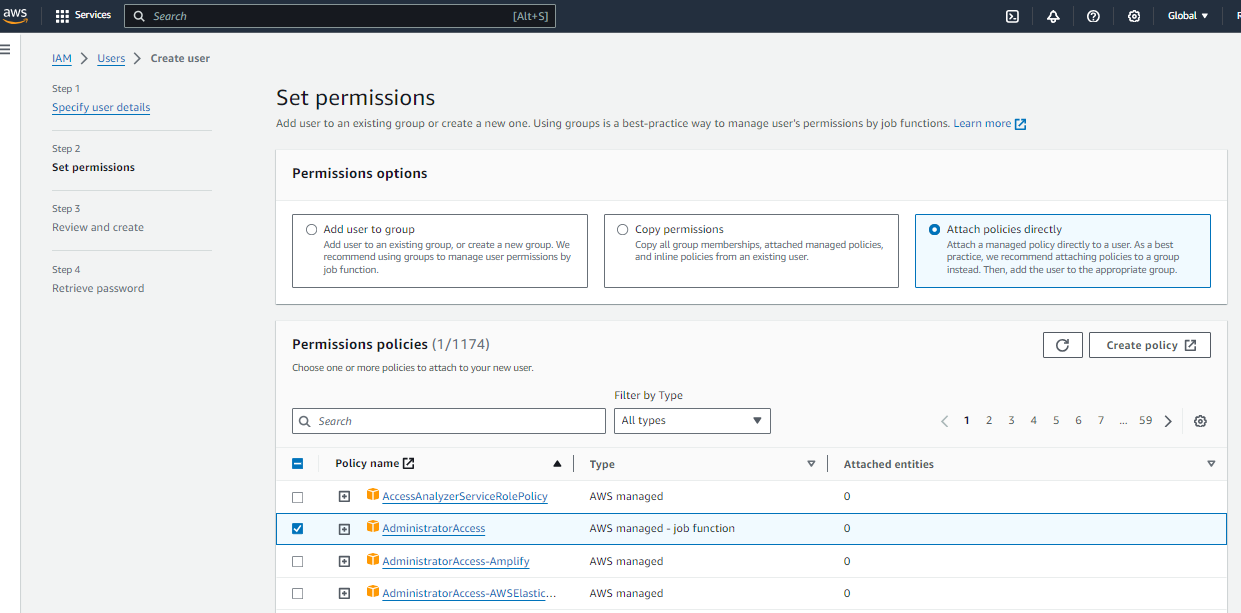 aws Services Search [Alt+S] Global
IAM Users Create user
Step 1
Specify user details
Step 2
Set permissions
Step 3
Review and create
Step 4
Retrieve password
Set permissions
Add user to an existing group or create a new one. Using groups is a best-practice way to manage user's permissions by job functions. Learn more
Permissions options
Add user to group
Add user to an existing group, or create a new group. We
recommend using groups to manage user permissions by
job function.
Copy permissions
Copy all group memberships, attached managed policies,
and inline policies from an existing user.
Attach policies directly
Attach a managed policy directly to a user. As a best
practice, we recommend attaching policies to a group
instead. Then, add the user to the appropriate group.
Permissions policies (1/1174)
Create policy
Choose one or more policies to attach to your new user.
Filter by Type
Search All types 1 2 3 4 5 6 7 ... 59
Policy name Type Attached entities
AccessAnalyzerServiceRolePolicy AWS managed 0
AdministratorAccess AWS managed - job function 0
AdministratorAccess-Amplify AWS managed 0
AdministratorAccess-AWSElastic... AWS managed 0